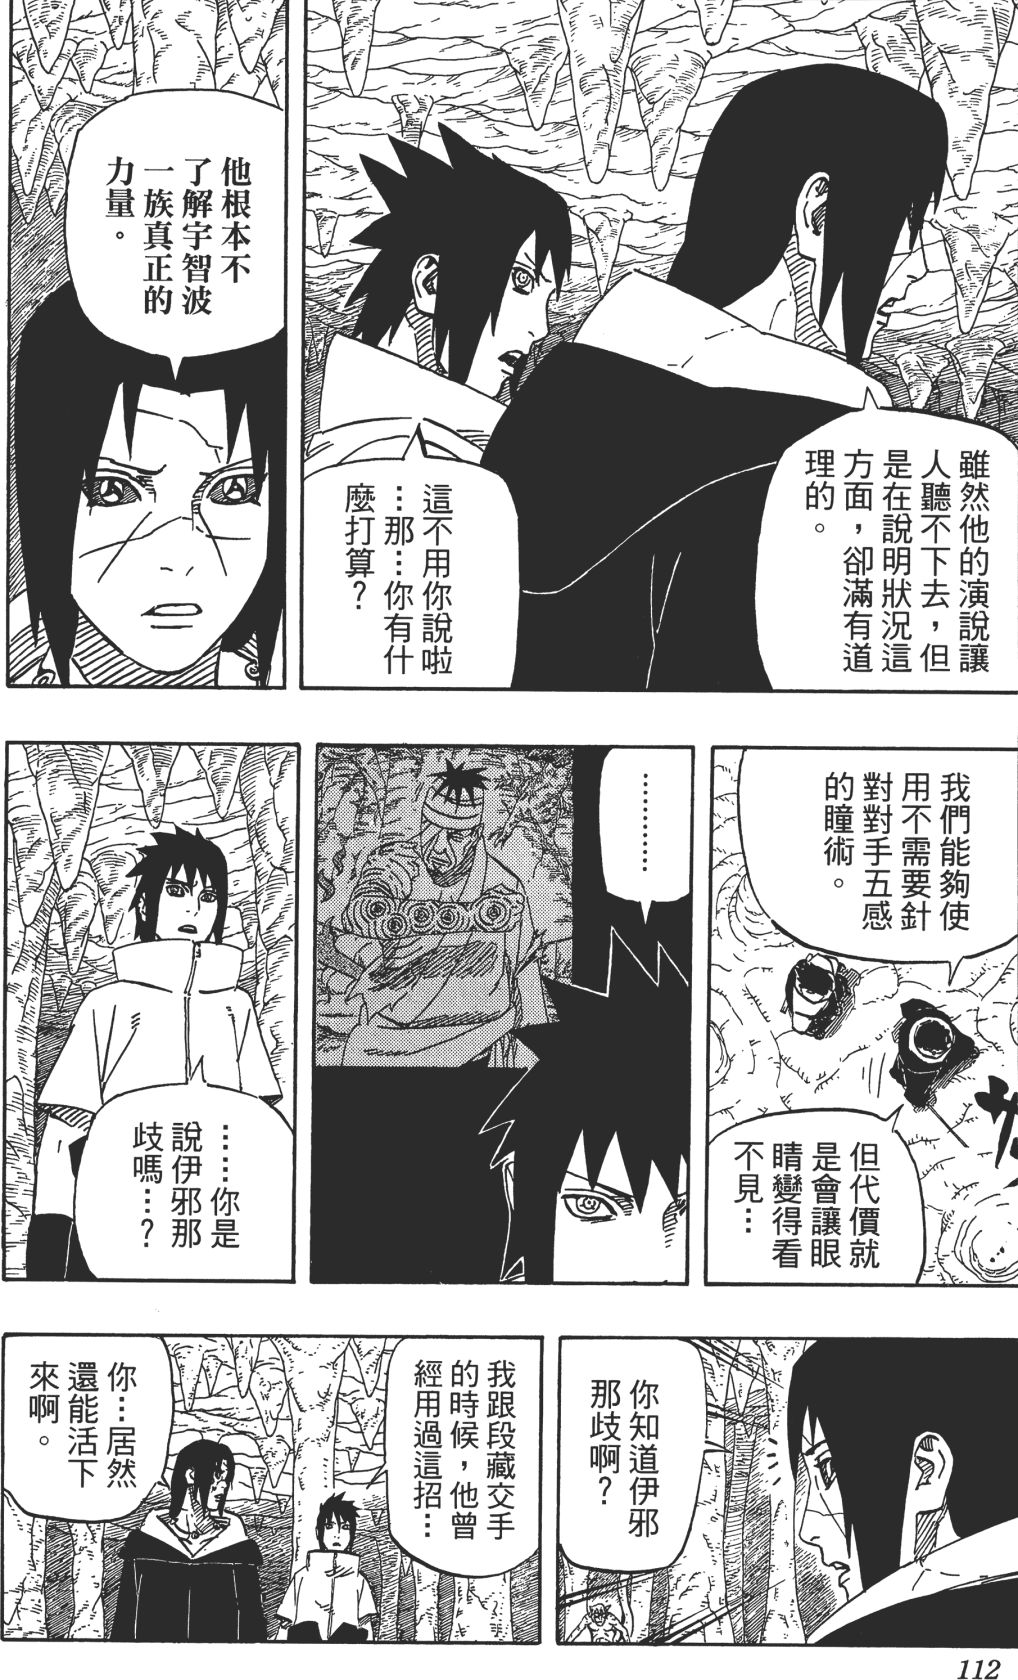 雖然他的演說讓
人聽不下去，但
是在說明狀況這
方面，卻滿有道
理的。
這不用你說啦
…那…你有什
麼打算？
他根本不
了解宇智波
一族真正的
力量。
我們能夠使
用不需要針
對對手五感
的瞳術。
但代價就
是會讓眼
睛變得看
不見…
………
……你是
說伊邪那
歧嗎…？
你知道伊邪
那歧啊？
我跟段藏交手
的時候，他曾
經用過這招…
你…居然
還能活下
來啊。
112